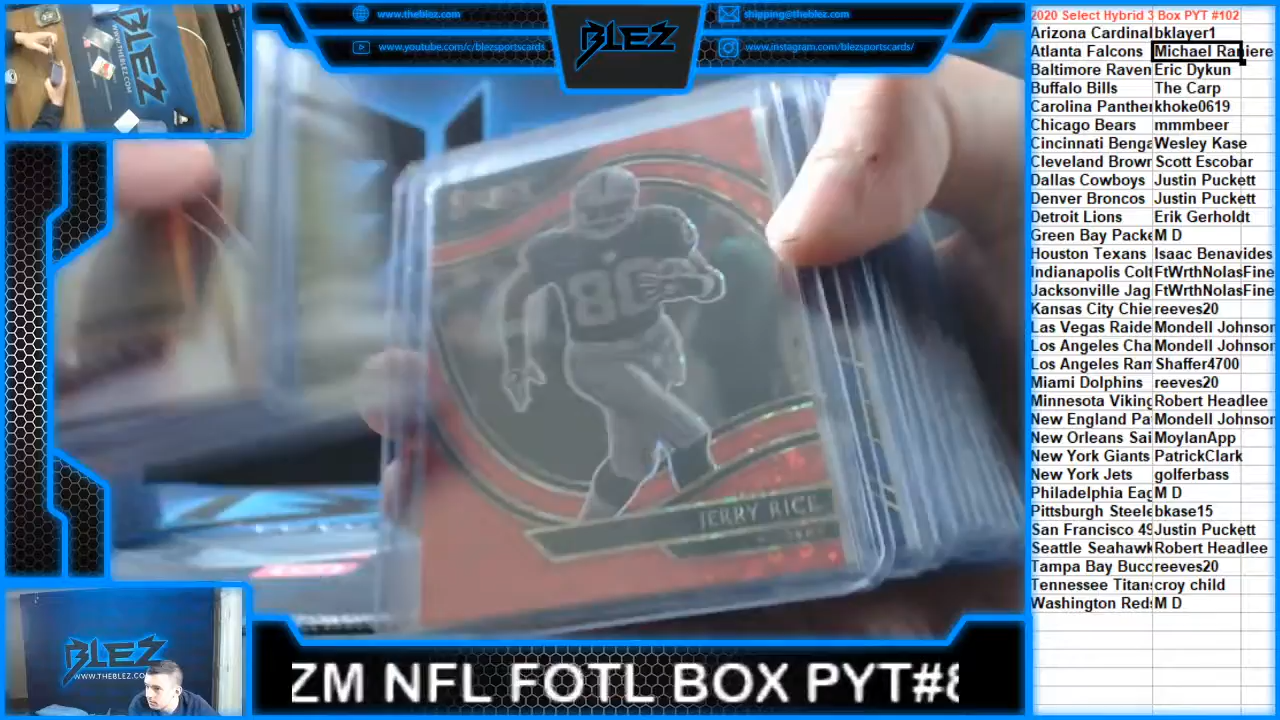 www.theblez.com
BLEZ
shipping@theblez.com
www.youtube.com/c/blezsportscards
www.instagram.com/blezsportscards/
80
JERRY RICE
BLEZ
WWW.THEBLEZ.COM
ZM NFL FOTL BOX PYT#8
2020 Select Hybrid 3 Box PYT #102
Arizona Cardinal bklayer1
Atlanta Falcons Michael Raniere
Baltimore Raven Eric Dykun
Buffalo Bills The Carp
Carolina Panther khoke0619
Chicago Bears mmmbeer
Cincinnati Benga Wesley Kase
Cleveland Brown Scott Escobar
Dallas Cowboys Justin Puckett
Denver Broncos Justin Puckett
Detroit Lions Erik Gerholdt
Green Bay Packe M D
Houston Texans Isaac Benavides
Indianapolis Colt FtWrthNolasFine
Jacksonville Jag FtWrthNolasFine
Kansas City Chie reeves20
Las Vegas Raide Mondell Johnson
Los Angeles Cha Mondell Johnson
Los Angeles Ram Shaffer4700
Miami Dolphins reeves20
Minnesota Viking Robert Headlee
New England Pa Mondell Johnson
New Orleans Sai MoylanApp
New York Giants PatrickClark
New York Jets golferbass
Philadelphia Eag M D
Pittsburgh Steele bkase15
San Francisco 49 Justin Puckett
Seattle Seahawk Robert Headlee
Tampa Bay Bucc reeves20
Tennessee Titans croy child
Washington Reds M D